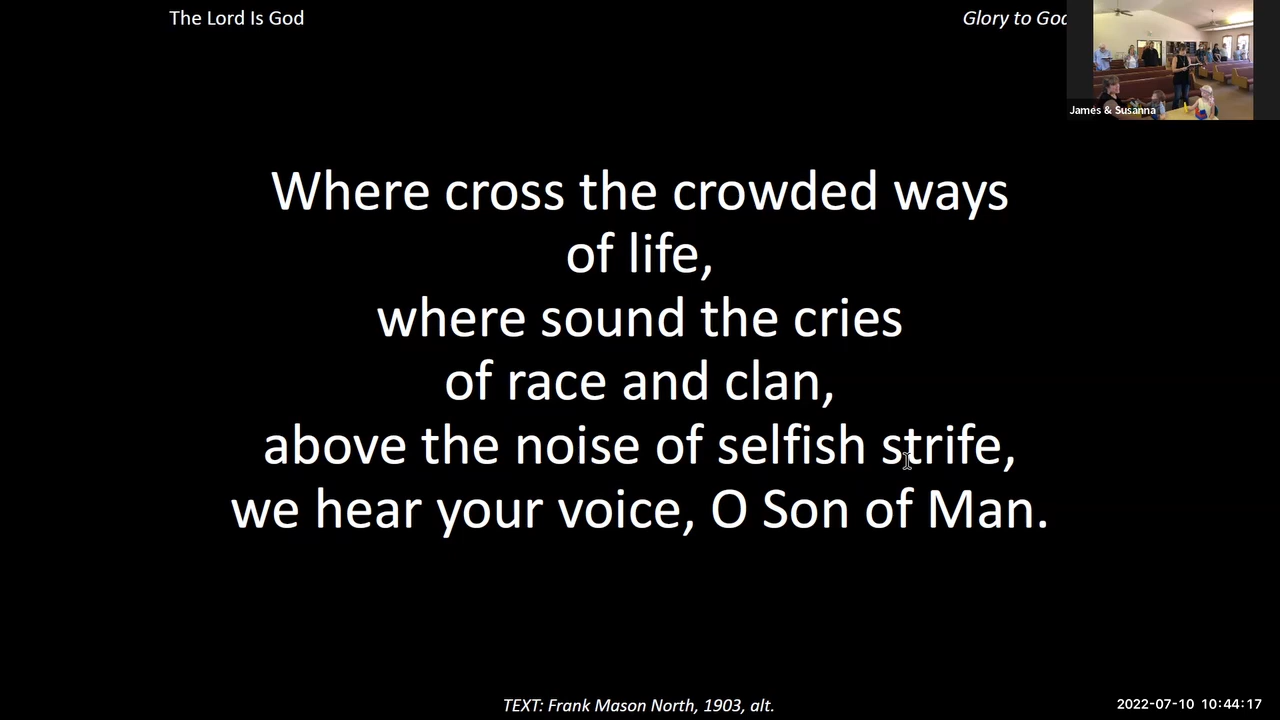 The Lord Is God
Glory to God
James & Susanna
Where cross the crowded ways
of life,
where sound the cries
of race and clan,
above the noise of selfish strife,
we hear your voice, O Son of Man.
TEXT: Frank Mason North, 1903, alt.
2022-07-10 10:44:17